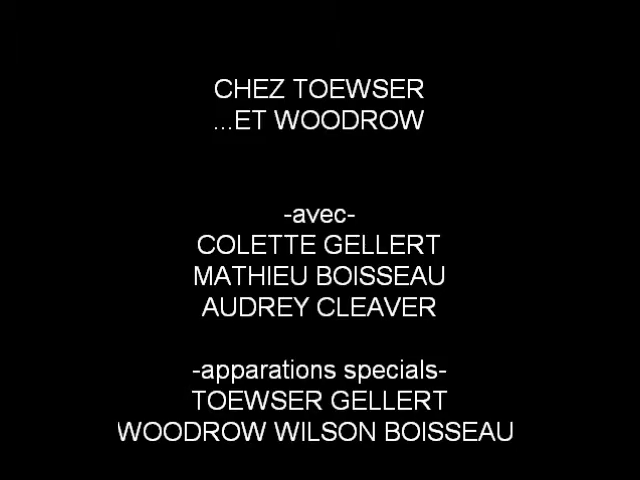 CHEZ TOEWSER
...ET WOODROW
-avec-
COLETTE GELLERT
MATHIEU BOISSEAU
AUDREY CLEAVER
-apparations specials-
TOEWSER GELLERT
WOODROW WILSON BOISSEAU